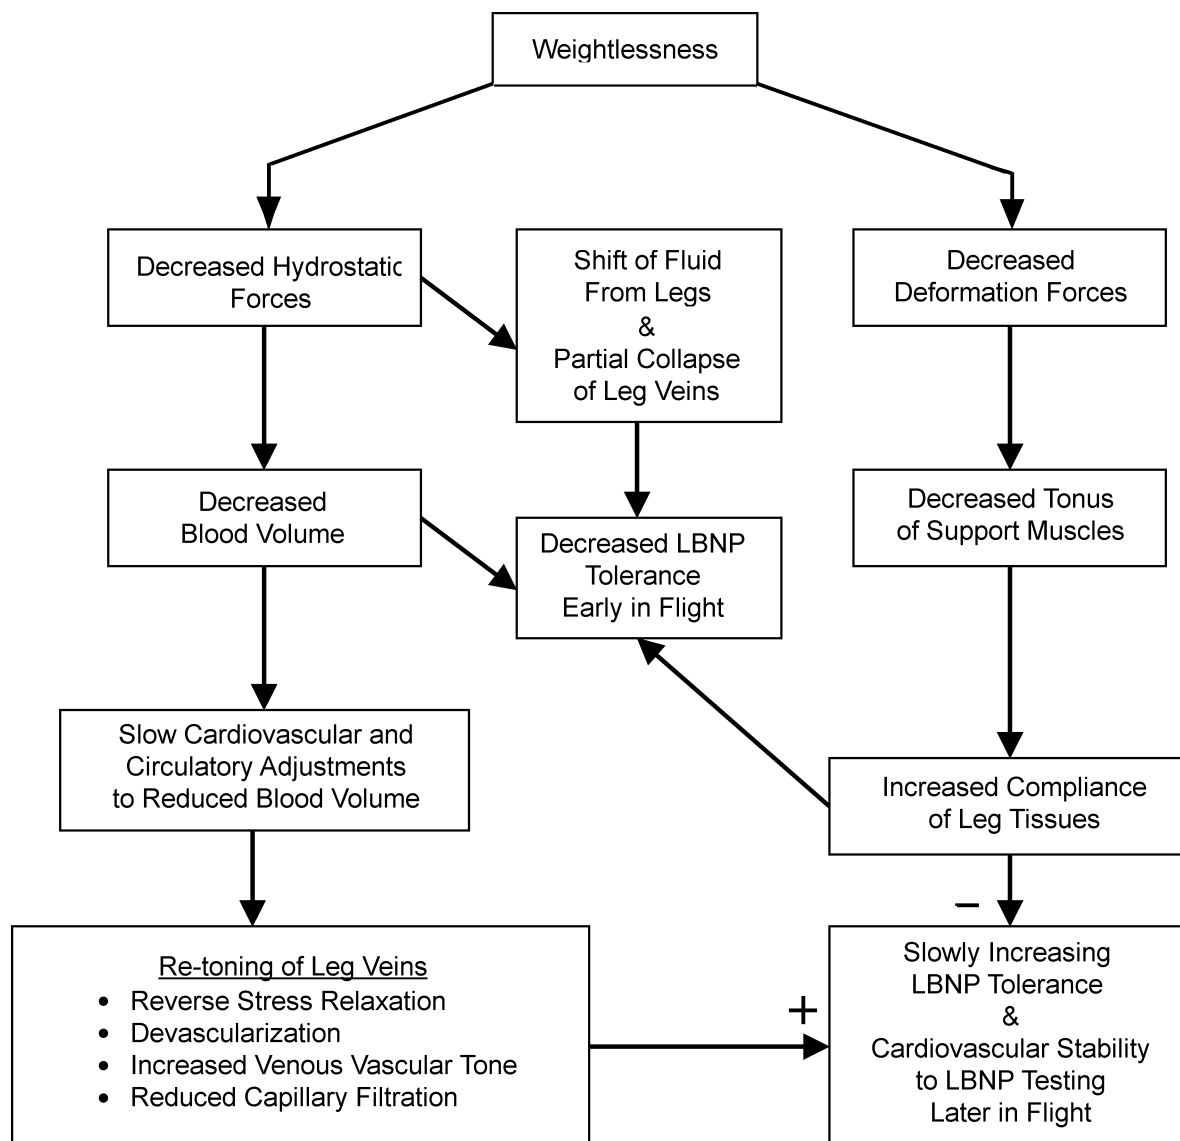 Weightlessness
Decreased Hydrostatic
Forces
Shift of Fluid
From Legs
&
Partial Collapse
of Leg Veins
Decreased
Deformation Forces
Decreased
Blood Volume
Decreased LBNP
Tolerance
Early in Flight
Decreased Tonus
of Support Muscles
Slow Cardiovascular and
Circulatory Adjustments
to Reduced Blood Volume
Increased Compliance
of Leg Tissues
Re-toning of Leg Veins
• Reverse Stress Relaxation
• Devascularization
• Increased Venous Vascular Tone
• Reduced Capillary Filtration
+
–
Slowly Increasing
LBNP Tolerance
&
Cardiovascular Stability
to LBNP Testing
Later in Flight